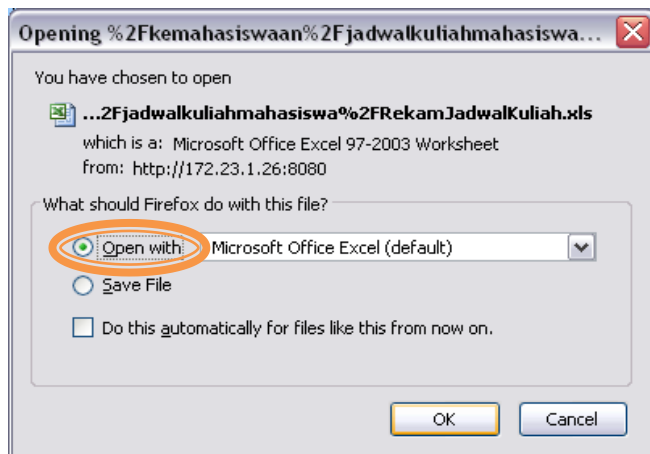 Opening %2Fkemahasiswaan%2Fjadwalkuliahmahasiswa...
You have chosen to open
...2Fjadwalkuliahmahasiswa%2FRekamJadwalKuliah.xls
which is a: Microsoft Office Excel 97-2003 Worksheet
from: http://172.23.1.26:8080
What should Firefox do with this file?
Open with Microsoft Office Excel (default)
Save File
Do this automatically for files like this from now on.
OK Cancel